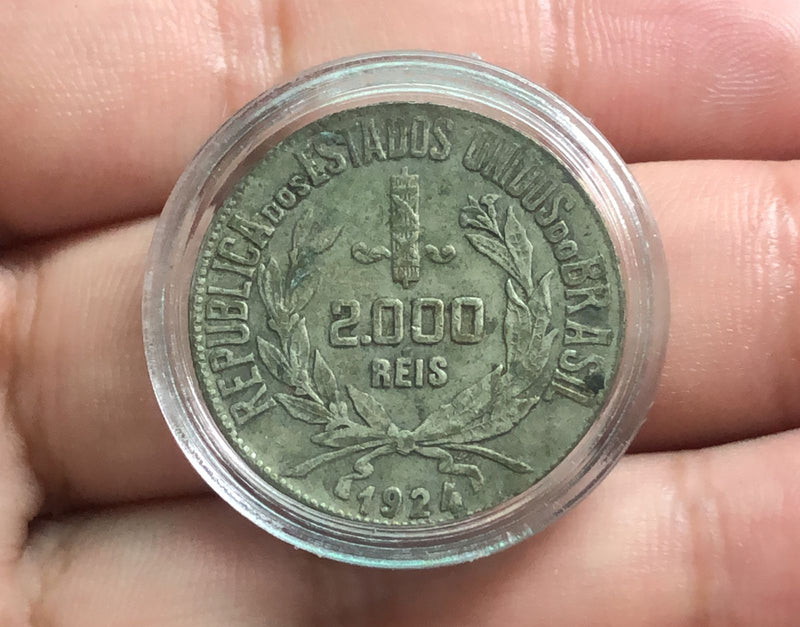 REPUBLICA DOS ESTADOS UNIDOS DO BRASIL
2.000
REIS
1924